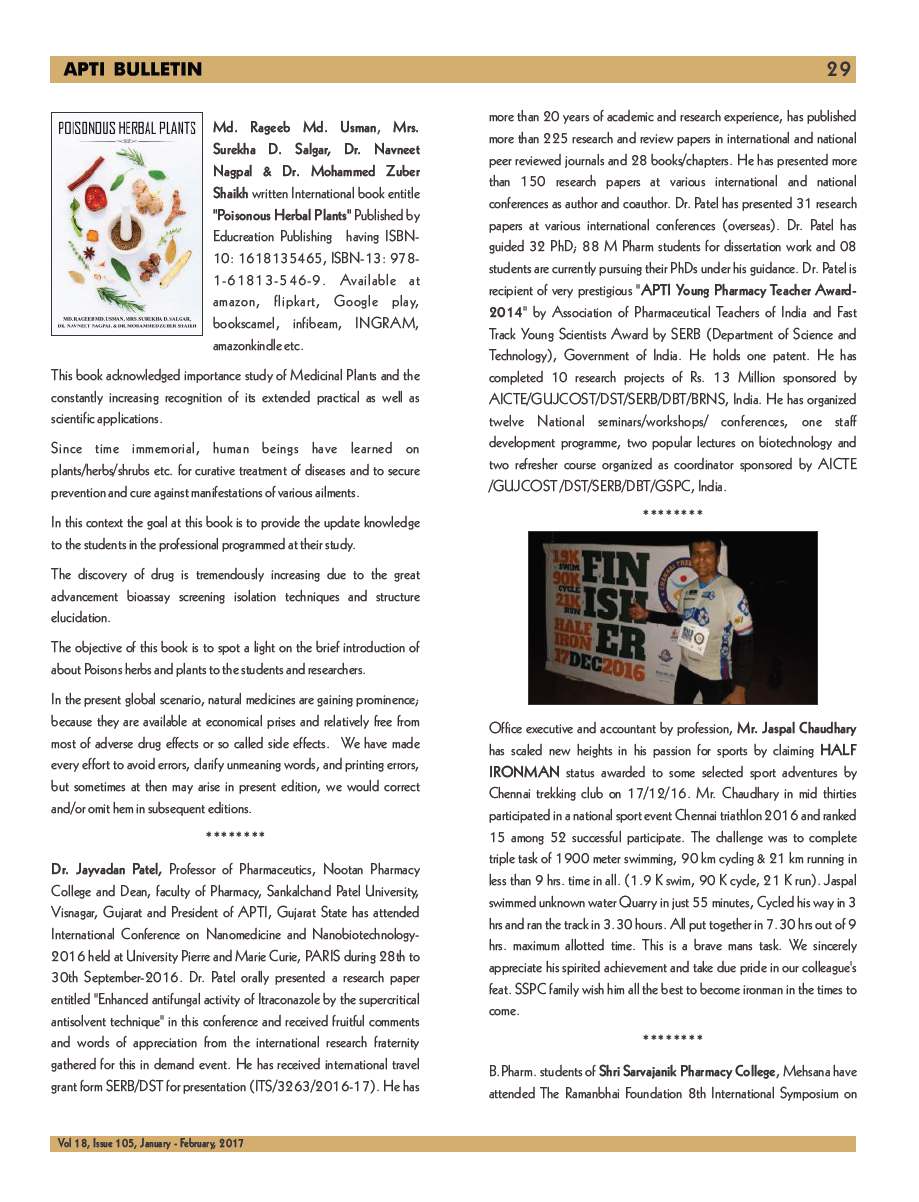 APTI BULLETIN
29
POISONOUS HERBAL PLANTS
MD. RAGEEB MD. USMAN, MRS. SUREKHA D. SALGAR,
DR. NAVNEET NAGPAL, & DR. MOHAMMED ZUBER SHAIKH
Md. Rageeb Md. Usman, Mrs.
Surekha D. Salgar, Dr. Navneet
Nagpal & Dr. Mohammed Zuber
Shaikh written International book entitle
"Poisonous Herbal Plants" Published by
Educreation Publishing having ISBN-
10: 1618135465, ISBN-13: 978-
1-61813-546-9. Available at
amazon, flipkart, Google play,
bookscamel, infibeam, INGRAM,
amazonkindle etc.
This book acknowledged importance study of Medicinal Plants and the
constantly increasing recognition of its extended practical as well as
scientific applications.
Since time immemorial, human beings have learned on
plants/herbs/shrubs etc. for curative treatment of diseases and to secure
prevention and cure against manifestations of various ailments.
In this context the goal at this book is to provide the update knowledge
to the students in the professional programmed at their study.
The discovery of drug is tremendously increasing due to the great
advancement bioassay screening isolation techniques and structure
elucidation.
The objective of this book is to spot a light on the brief introduction of
about Poisons herbs and plants to the students and researchers.
In the present global scenario, natural medicines are gaining prominence;
because they are available at economical prises and relatively free from
most of adverse drug effects or so called side effects. We have made
every effort to avoid errors, clarify unmeaning words, and printing errors,
but sometimes at then may arise in present edition, we would correct
and/or omit hem in subsequent editions.
********
Dr. Jayvadan Patel, Professor of Pharmaceutics, Nootan Pharmacy
College and Dean, faculty of Pharmacy, Sankalchand Patel University,
Visnagar, Gujarat and President of APTI, Gujarat State has attended
International Conference on Nanomedicine and Nanobiotechnology-
2016 held at University Pierre and Marie Curie, PARIS during 28th to
30th September-2016. Dr. Patel orally presented a research paper
entitled "Enhanced antifungal activity of Itraconazole by the supercritical
antisolvent technique" in this conference and received fruitful comments
and words of appreciation from the international research fraternity
gathered for this in demand event. He has received international travel
grant form SERB/DST for presentation (ITS/3263/2016-17). He has
more than 20 years of academic and research experience, has published
more than 225 research and review papers in international and national
peer reviewed journals and 28 books/chapters. He has presented more
than 150 research papers at various international and national
conferences as author and coauthor. Dr. Patel has presented 31 research
papers at various international conferences (overseas). Dr. Patel has
guided 32 PhD; 88 M Pharm students for dissertation work and 08
students are currently pursuing their PhDs under his guidance. Dr. Patel is
recipient of very prestigious "APTI Young Pharmacy Teacher Award-
2014" by Association of Pharmaceutical Teachers of India and Fast
Track Young Scientists Award by SERB (Department of Science and
Technology), Government of India. He holds one patent. He has
completed 10 research projects of Rs. 13 Million sponsored by
AICTE/GUJCOST/DST/SERB/DBT/BRNS, India. He has organized
twelve National seminars/workshops/ conferences, one staff
development programme, two popular lectures on biotechnology and
two refresher course organized as coordinator sponsored by AICTE
/GUJCOST /DST/SERB/DBT/GSPC, India.
********
1.9K
SWIM
90K
CYCLE
21K
RUN
HALF
IRON
17DEC2016
FIN
ISH
ER
Office executive and accountant by profession, Mr. Jaspal Chaudhary
has scaled new heights in his passion for sports by claiming HALF
IRONMAN status awarded to some selected sport adventures by
Chennai trekking club on 17/12/16. Mr. Chaudhary in mid thirties
participated in a national sport event Chennai triathlon 2016 and ranked
15 among 52 successful participate. The challenge was to complete
triple task of 1900 meter swimming, 90 km cycling & 21 km running in
less than 9 hrs. time in all. (1.9 K swim, 90 K cycle, 21 K run). Jaspal
swimmed unknown water Quarry in just 55 minutes, Cycled his way in 3
hrs and ran the track in 3.30 hours. All put together in 7.30 hrs out of 9
hrs. maximum allotted time. This is a brave mans task. We sincerely
appreciate his spirited achievement and take due pride in our colleague's
feat. SSPC family wish him all the best to become ironman in the times to
come.
********
B.Pharm. students of Shri Sarvajanik Pharmacy College, Mehsana have
attended The Ramanbhai Foundation 8th International Symposium on
Vol 18, Issue 105, January - February, 2017